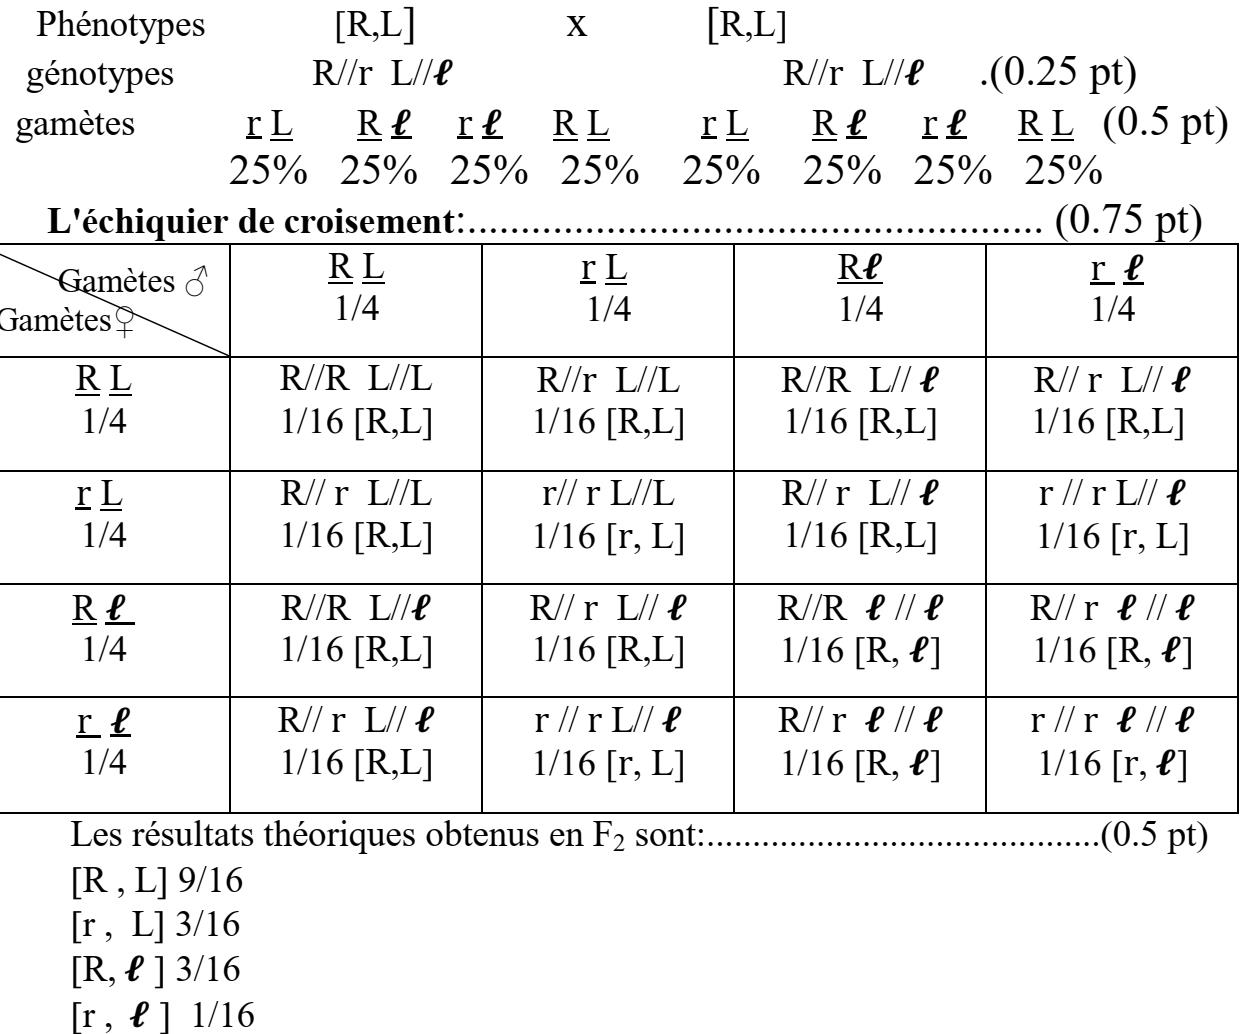 Phénotypes [R,L] x [R,L]
génotypes R//r L//ℓ R//r L//ℓ .(0.25 pt)
gamètes r L R ℓ r ℓ R L r L R ℓ r ℓ R L (0.5 pt)
25% 25% 25% 25% 25% 25% 25% 25%
L'échiquier de croisement:...................................................... (0.75 pt)
Gamètes ♂
Gamètes♀
R L r L Rℓ r ℓ
1/4 1/4 1/4 1/4
R L R//R L//L R//r L//L R//R L// ℓ R// r L// ℓ
1/4 1/16 [R,L] 1/16 [R,L] 1/16 [R,L] 1/16 [R,L]
r L R// r L//L r// r L//L R// r L// ℓ r // r L// ℓ
1/4 1/16 [R,L] 1/16 [r, L] 1/16 [R,L] 1/16 [r, L]
R ℓ R//R L//ℓ R// r L// ℓ R//R ℓ // ℓ R// r ℓ // ℓ
1/4 1/16 [R,L] 1/16 [R,L] 1/16 [R, ℓ] 1/16 [R, ℓ]
r ℓ R// r L// ℓ r // r L// ℓ R// r ℓ // ℓ r // r ℓ // ℓ
1/4 1/16 [R,L] 1/16 [r, L] 1/16 [R, ℓ] 1/16 [r, ℓ]
Les résultats théoriques obtenus en F₂ sont:........................................(0.5 pt)
[R , L] 9/16
[r , L] 3/16
[R, ℓ ] 3/16
[r , ℓ ] 1/16